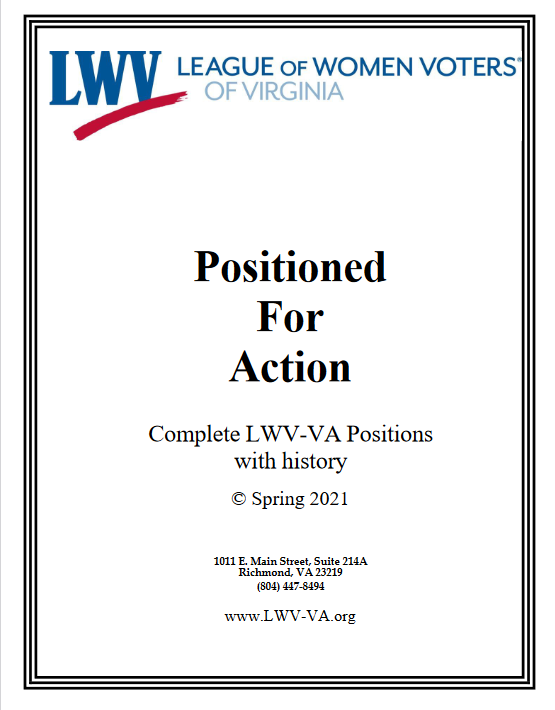 LWV LEAGUE OF WOMEN VOTERS®
OF VIRGINIA
Positioned
For
Action
Complete LWV-VA Positions
with history
© Spring 2021
1011 E. Main Street, Suite 214A
Richmond, VA 23219
(804) 447-8494
www.LWV-VA.org